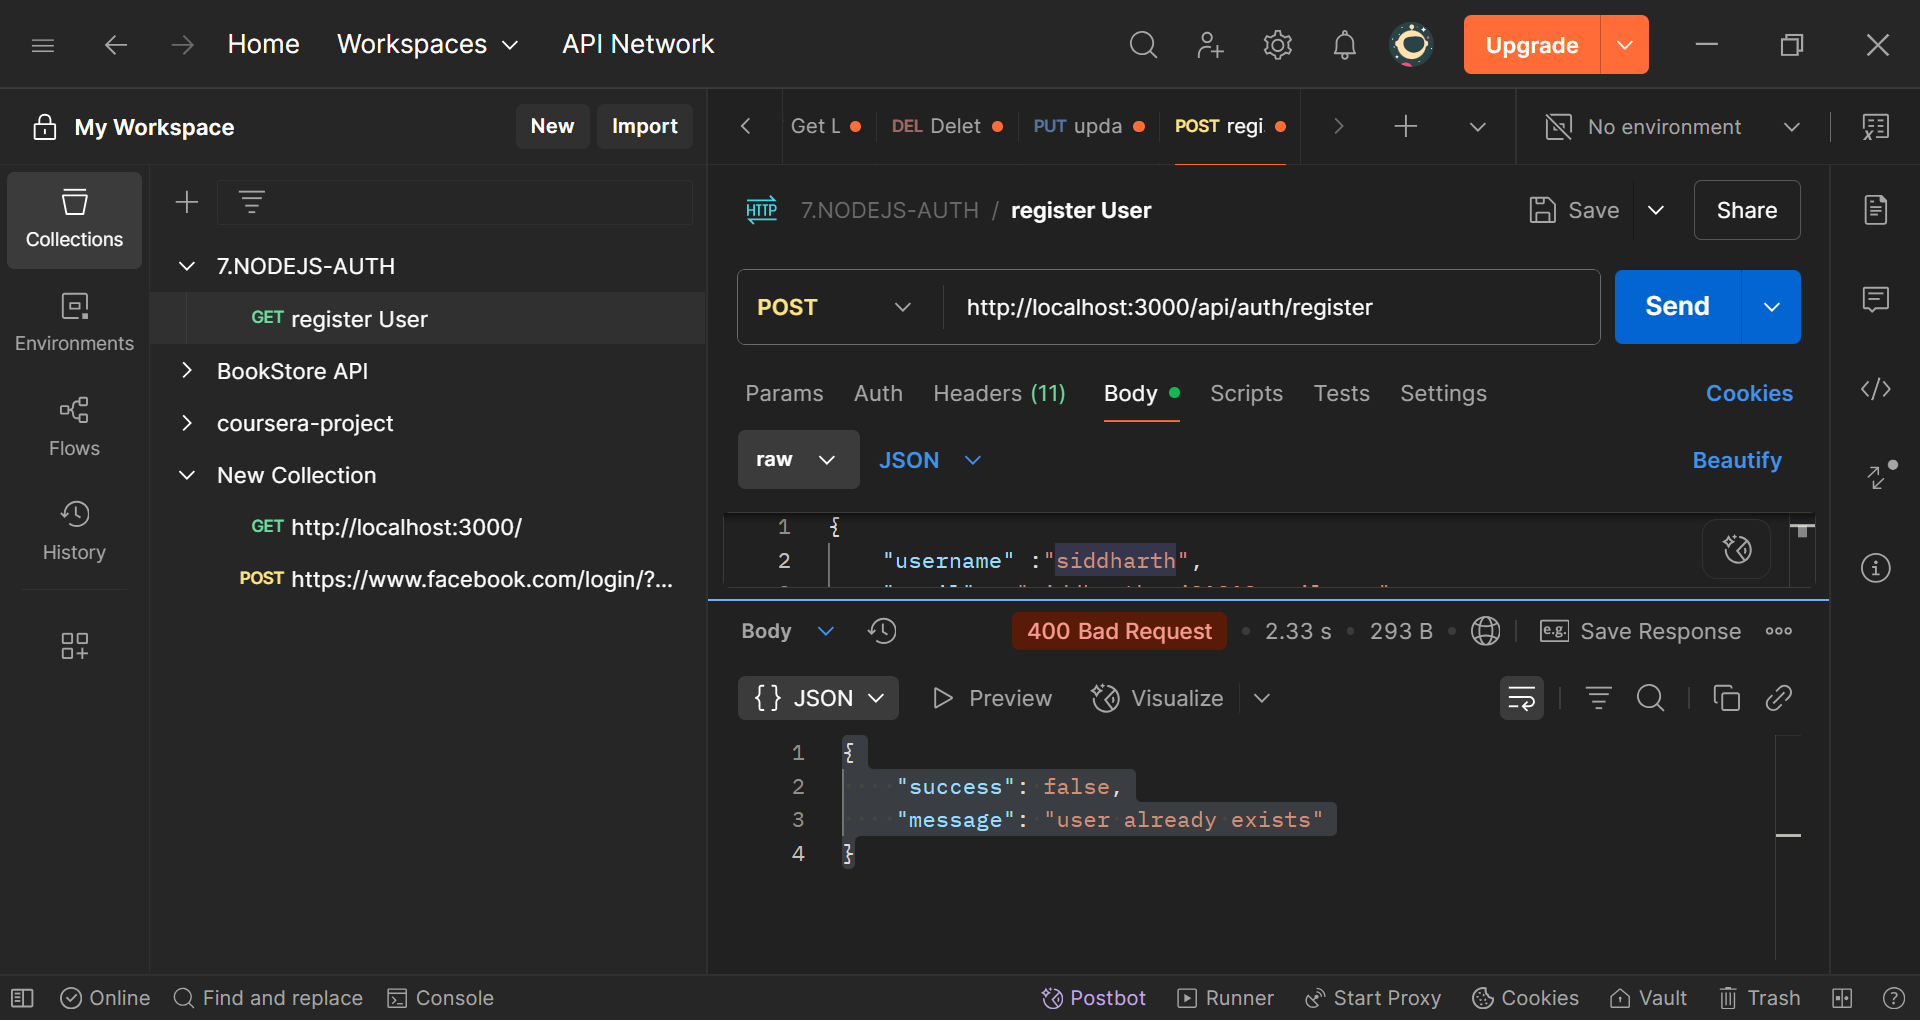 Home Workspaces API Network Upgrade
My Workspace New Import
Get L DEL Delet PUT upda POST regi No environment
Collections
Environments
Flows
History
7.NODEJS-AUTH
GET register User
BookStore API
coursera-project
New Collection
GET http://localhost:3000/
POST https://www.facebook.com/login/?...
HTTP 7.NODEJS-AUTH / register User Save Share
POST http://localhost:3000/api/auth/register Send
Params Auth Headers (11) Body Scripts Tests Settings Cookies
raw JSON Beautify
1 {
2 "username" :"siddharth",
Body 400 Bad Request 2.33 s 293 B e.g. Save Response
{} JSON Preview Visualize
1 {
2 "success": false,
3 "message": "user already exists"
4 }
Online Find and replace Console Postbot Runner Start Proxy Cookies Vault Trash